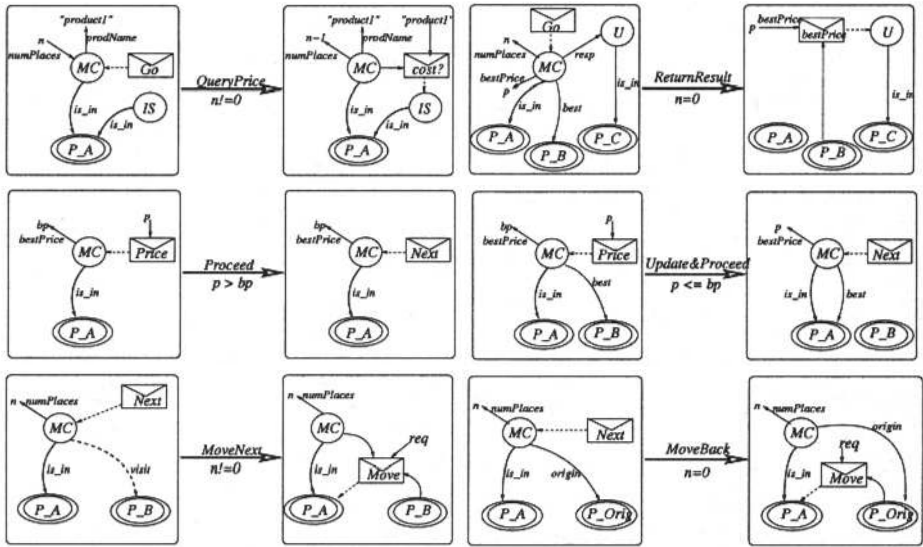 "product1"
n
prodName
numPlaces
MC
Go
is_in
IS
is_in
P_A
QueryPrice
n!=0
"product1"
"product1"
n-1
prodName
numPlaces
MC
cost?
is_in
IS
is_in
P_A
Go
U
n
numPlaces
resp
MC
bestPrice
p
is_in
best
is_in
P_A
P_B
P_C
ReturnResult
n=0
bestPrice
p
bestPrice
U
is_in
P_A
P_B
P_C
bp
bestPrice
MC
p
Price
is_in
P_A
Proceed
p > bp
bp
bestPrice
MC
Next
is_in
P_A
bp
bestPrice
MC
p
Price
is_in
best
P_A
P_B
Update&Proceed
p <= bp
p
bestPrice
MC
Next
is_in
best
P_A
P_B
n
numPlaces
Next
MC
is_in
visit
P_A
P_B
MoveNext
n!=0
n
numPlaces
MC
req
is_in
Move
P_A
P_B
n
numPlaces
MC
Next
is_in
origin
P_A
P_Orig
MoveBack
n=0
n
numPlaces
MC
origin
req
is_in
Move
P_A
P_Orig